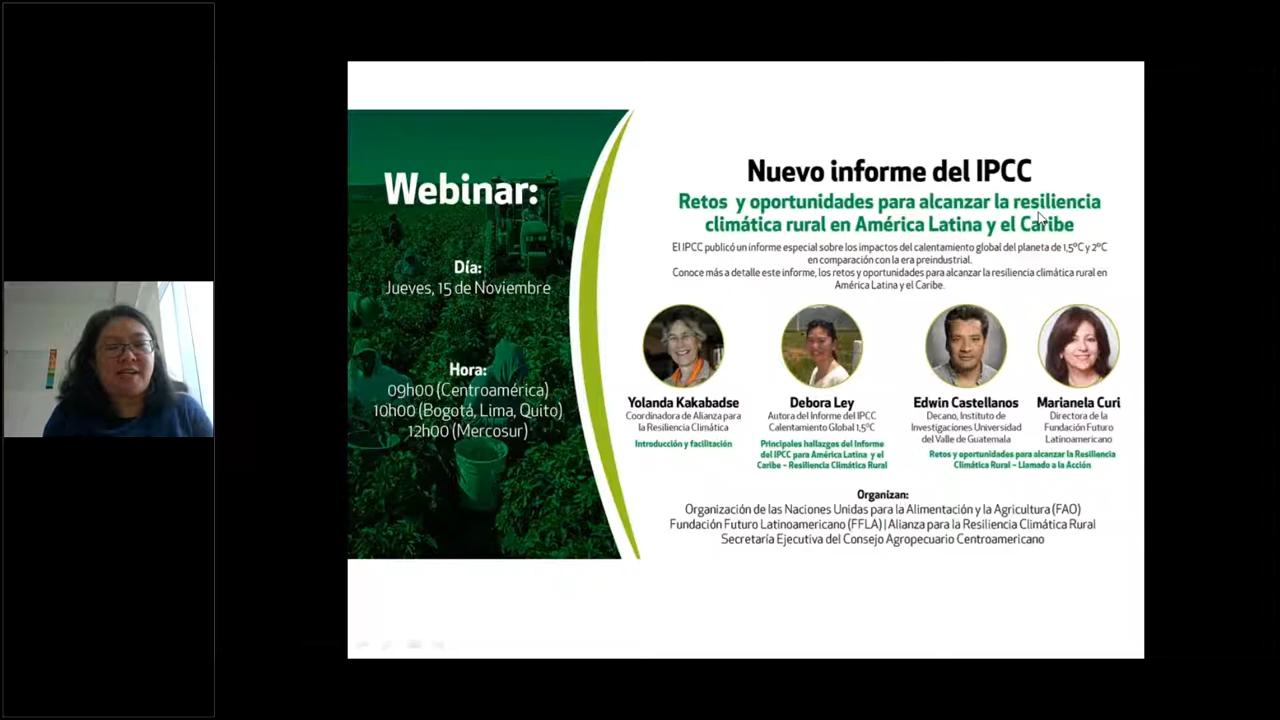 Webinar:
Día:
Jueves, 15 de Noviembre
Hora:
09h00 (Centroamérica)
10h00 (Bogotá, Lima, Quito)
12h00 (Mercosur)
Nuevo informe del IPCC
Retos y oportunidades para alcanzar la resiliencia
climática rural en América Latina y el Caribe
El IPCC publicó un informe especial sobre los impactos del calentamiento global del planeta de 1,5ºC y 2ºC
en comparación con la era preindustrial.
Conoce más a detalle este informe, los retos y oportunidades para alcanzar la resiliencia climática rural en
América Latina y el Caribe.
Yolanda Kakabadse
Coordinadora de Alianza para
la Resiliencia Climática
Introducción y facilitación
Debora Ley
Autora del Informe del IPCC
Calentamiento Global 1,5ºC
Principales hallazgos del Informe
del IPCC para América Latina y el
Caribe - Resiliencia Climática Rural
Edwin Castellanos
Decano, Instituto de
Investigaciones Universidad
del Valle de Guatemala
Marianela Curi
Directora de la
Fundación Futuro
Latinoamericano
Retos y oportunidades para alcanzar la Resiliencia
Climática Rural - Llamado a la Acción
Organizan:
Organización de las Naciones Unidas para la Alimentación y la Agricultura (FAO)
Fundación Futuro Latinoamericano (FFLA) | Alianza para la Resiliencia Climática Rural
Secretaría Ejecutiva del Consejo Agropecuario Centroamericano